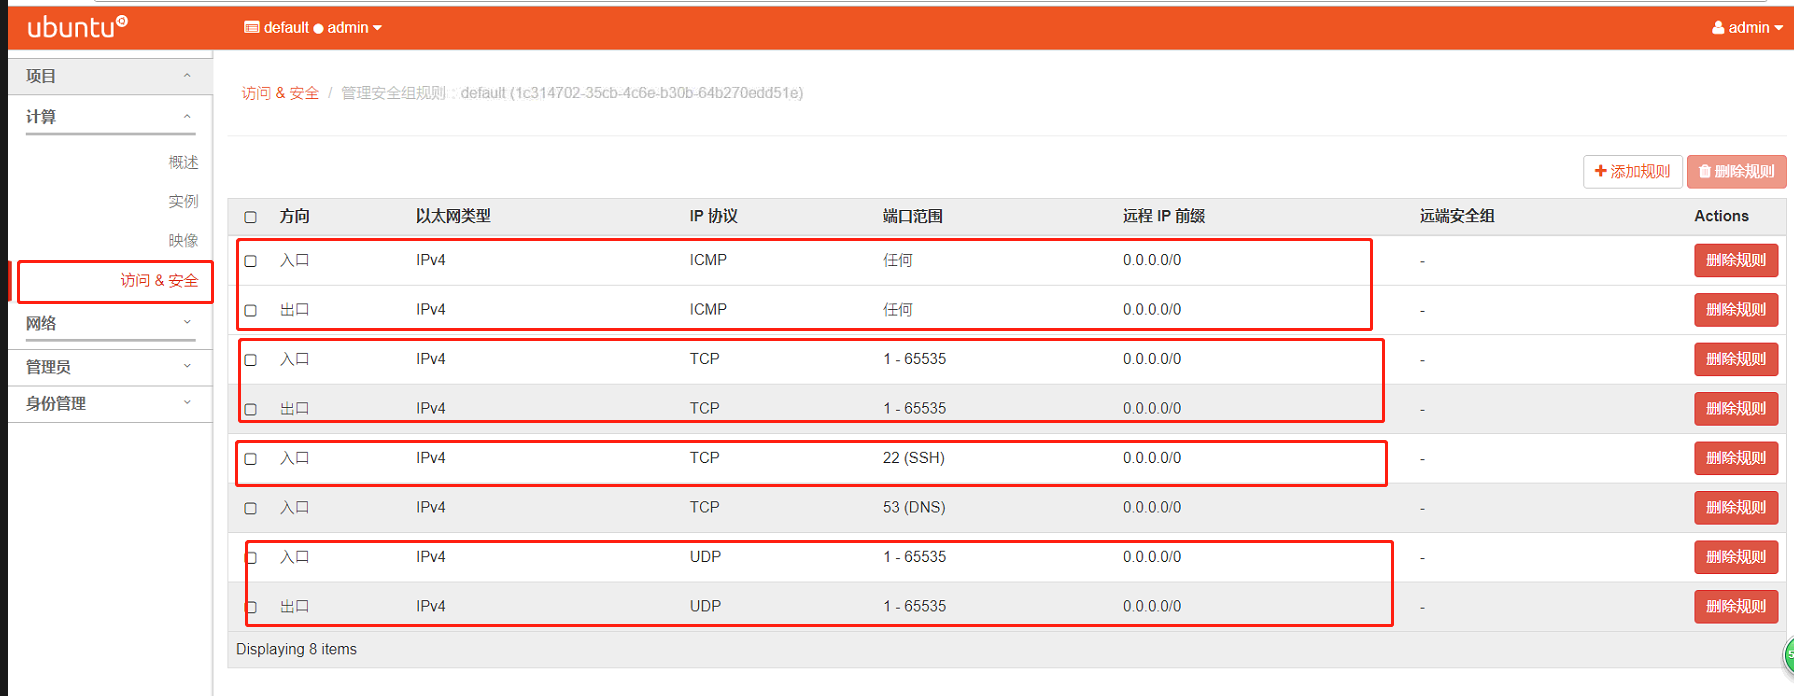 ubuntu
default ● admin
admin
项目
计算
概述
实例
映像
访问 & 安全
网络
管理员
身份管理
访问 & 安全 / 管理安全组规则 : default (1c314702-35cb-4c6e-b30b-64b270edd51e)
添加规则 删除规则
方向 以太网类型 IP 协议 端口范围 远程 IP 前缀 远端安全组 Actions
入口 IPv4 ICMP 任何 0.0.0.0/0 - 删除规则
出口 IPv4 ICMP 任何 0.0.0.0/0 - 删除规则
入口 IPv4 TCP 1 - 65535 0.0.0.0/0 - 删除规则
出口 IPv4 TCP 1 - 65535 0.0.0.0/0 - 删除规则
入口 IPv4 TCP 22 (SSH) 0.0.0.0/0 - 删除规则
入口 IPv4 TCP 53 (DNS) 0.0.0.0/0 - 删除规则
入口 IPv4 UDP 1 - 65535 0.0.0.0/0 - 删除规则
出口 IPv4 UDP 1 - 65535 0.0.0.0/0 - 删除规则
Displaying 8 items